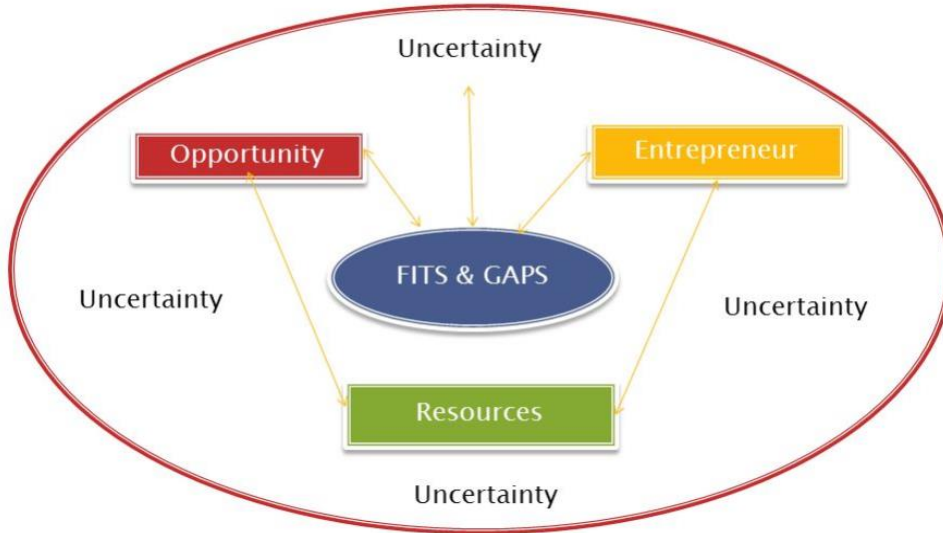 Uncertainty
Opportunity
Entrepreneur
FITS & GAPS
Uncertainty
Uncertainty
Resources
Uncertainty